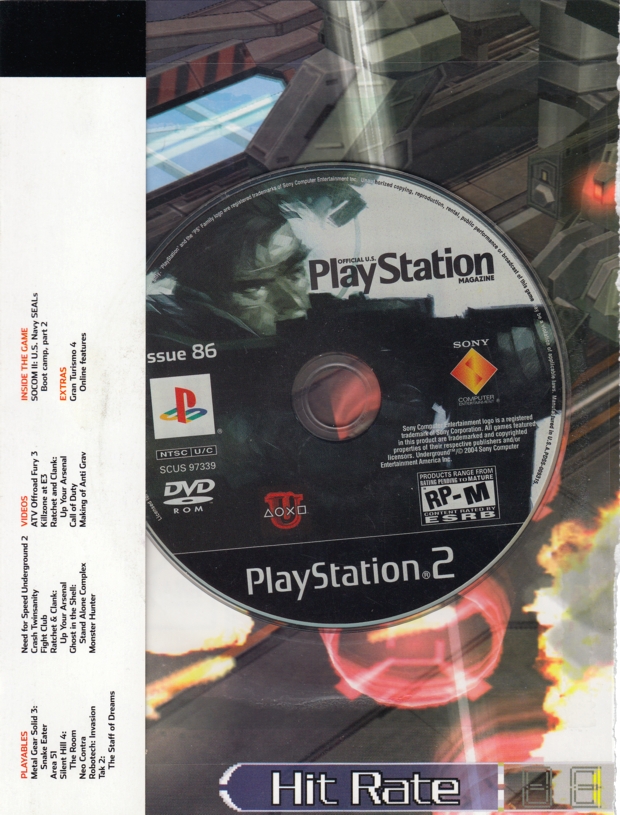 PLAYABLES
Metal Gear Solid 3:
Snake Eater
Area 51
Silent Hill 4:
The Room
Neo Contra
Robotech: Invasion
Tak 2:
The Staff of Dreams
Need for Speed Underground 2
Crash Twinsanity
Fight Club
Ratchet & Clank:
Up Your Arsenal
Ghost in the Shell:
Stand Alone Complex
Monster Hunter
VIDEOS
ATV Offroad Fury 3
Killzone at E3
Ratchet and Clank:
Up Your Arsenal
Call of Duty
Making of Anti Grav
INSIDE THE GAME
SOCOM II: U.S. Navy SEALs
Boot camp, part 2
EXTRAS
Gran Turismo 4
Online features
OFFICIAL U.S.
PlayStation
MAGAZINE
ssue 86
SONY
COMPUTER
ENTERTAINMENT®
NTSC U/C
SCUS 97339
DVD
ROM
U
Sony Computer Entertainment logo is a registered
trademark of Sony Corporation. All games featured
in this product are trademarked and copyrighted
properties of their respective publishers and/or
licensors. Underground™/© 2004 Sony Computer
Entertainment America Inc.
PRODUCTS RANGE FROM
RATING PENDING TO MATURE
RP-M
CONTENT RATED BY
ESRB
PlayStation®2
Hit Rate